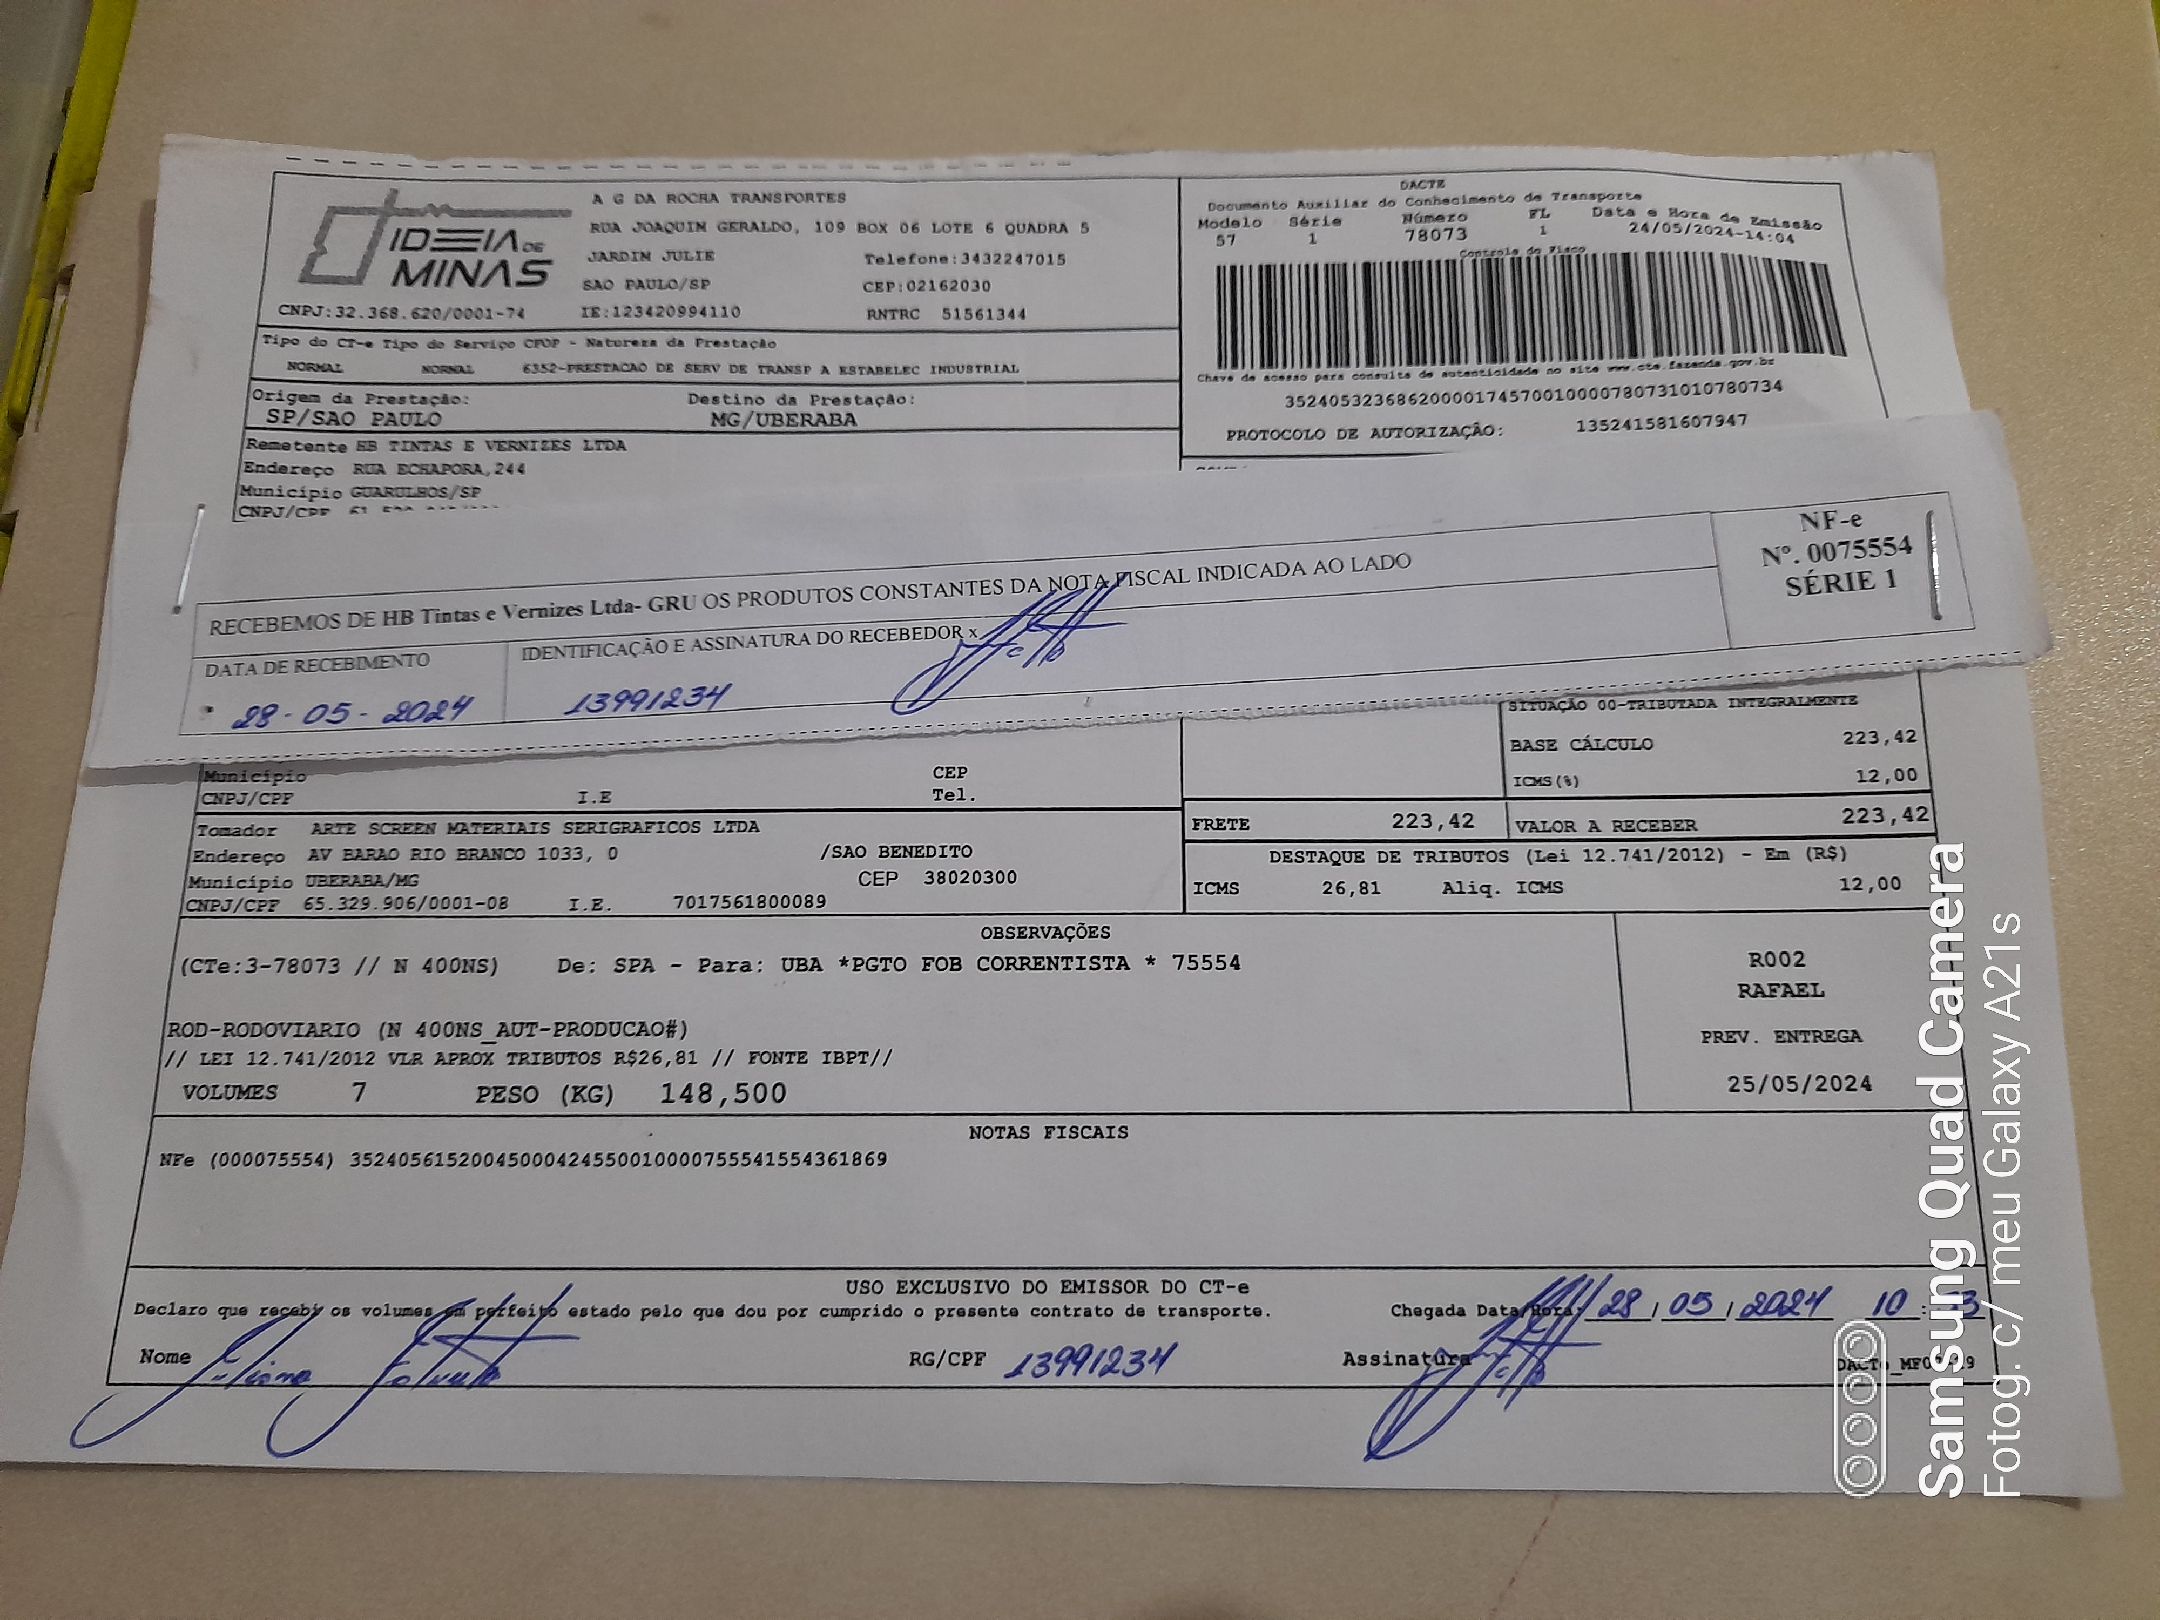 IDEIA DE
MINAS
A G DA ROCHA TRANSPORTES
RUA JOAQUIM GERALDO, 109 BOX 06 LOTE 6 QUADRA 5
JARDIN JULIE Telefone:3432247015
SAO PAULO/SP CEP:02162030
CNPJ:32.368.620/0001-74 IE:123420994110 RNTRC 51561344
DACTE
Documento Auxiliar do Conhecimento de Transporte
Modelo Série Número FL Data e Hora de Emissão
57 1 78073 1 24/05/2024-14:04
Controle do Fisco
Chave de acesso para consulta de autenticidade no site www.cte.fazenda.gov.br
35240532368620000174570010000780731010780734
PROTOCOLO DE AUTORIZAÇÃO: 135241581607947
Tipo do CT-e Tipo do Serviço CFOP - Natureza da Prestação
NORMAL NORMAL 6352-PRESTACAO DE SERV DE TRANSP A ESTABELEC INDUSTRIAL
Origem da Prestação: Destino da Prestação:
SP/SAO PAULO MG/UBERABA
Remetente HB TINTAS E VERNIZES LTDA
Endereço RUA ECHAPORA,244
Município GUARULHOS/SP
CNPJ/CPF
RECEBEMOS DE HB Tintas e Vernizes Ltda- GRU OS PRODUTOS CONSTANTES DA NOTA FISCAL INDICADA AO LADO
NF-e
Nº. 0075554
SÉRIE 1
DATA DE RECEBIMENTO IDENTIFICAÇÃO E ASSINATURA DO RECEBEDOR x
28-05-2024 13991234
Município CEP
CNPJ/CPF I.E Tel.
SITUAÇÃO 00-TRIBUTADA INTEGRALMENTE
BASE CÁLCULO 223,42
ICMS(%) 12,00
FRETE 223,42 VALOR A RECEBER 223,42
DESTAQUE DE TRIBUTOS (Lei 12.741/2012) - Em (R$)
ICMS 26,81 Aliq. ICMS 12,00
Tomador ARTE SCREEN MATERIAIS SERIGRAFICOS LTDA
Endereço AV BARAO RIO BRANCO 1033, 0 /SAO BENEDITO
Município UBERABA/MG CEP 38020300
CNPJ/CPF 65.329.906/0001-08 I.E. 7017561800089
OBSERVAÇÕES
(CTe:3-78073 // N 400NS) De: SPA - Para: UBA *PGTO FOB CORRENTISTA * 75554
ROD-RODOVIARIO (N 400NS_AUT-PRODUCAO#)
// LEI 12.741/2012 VLR APROX TRIBUTOS R$26,81 // FONTE IBPT//
VOLUMES 7 PESO (KG) 148,500
R002
RAFAEL
PREV. ENTREGA
25/05/2024
NOTAS FISCAIS
NFe (000075554) 35240561520045000424550010000755541554361869
USO EXCLUSIVO DO EMISSOR DO CT-e
Declaro que recebi os volumes em perfeito estado pelo que dou por cumprido o presente contrato de transporte.
Chegada Data/Hora: 28/05/2024 10:
Nome RG/CPF 13991234 Assinatura
Samsung Quad Camera
Fotog. c/ meu Galaxy A21s